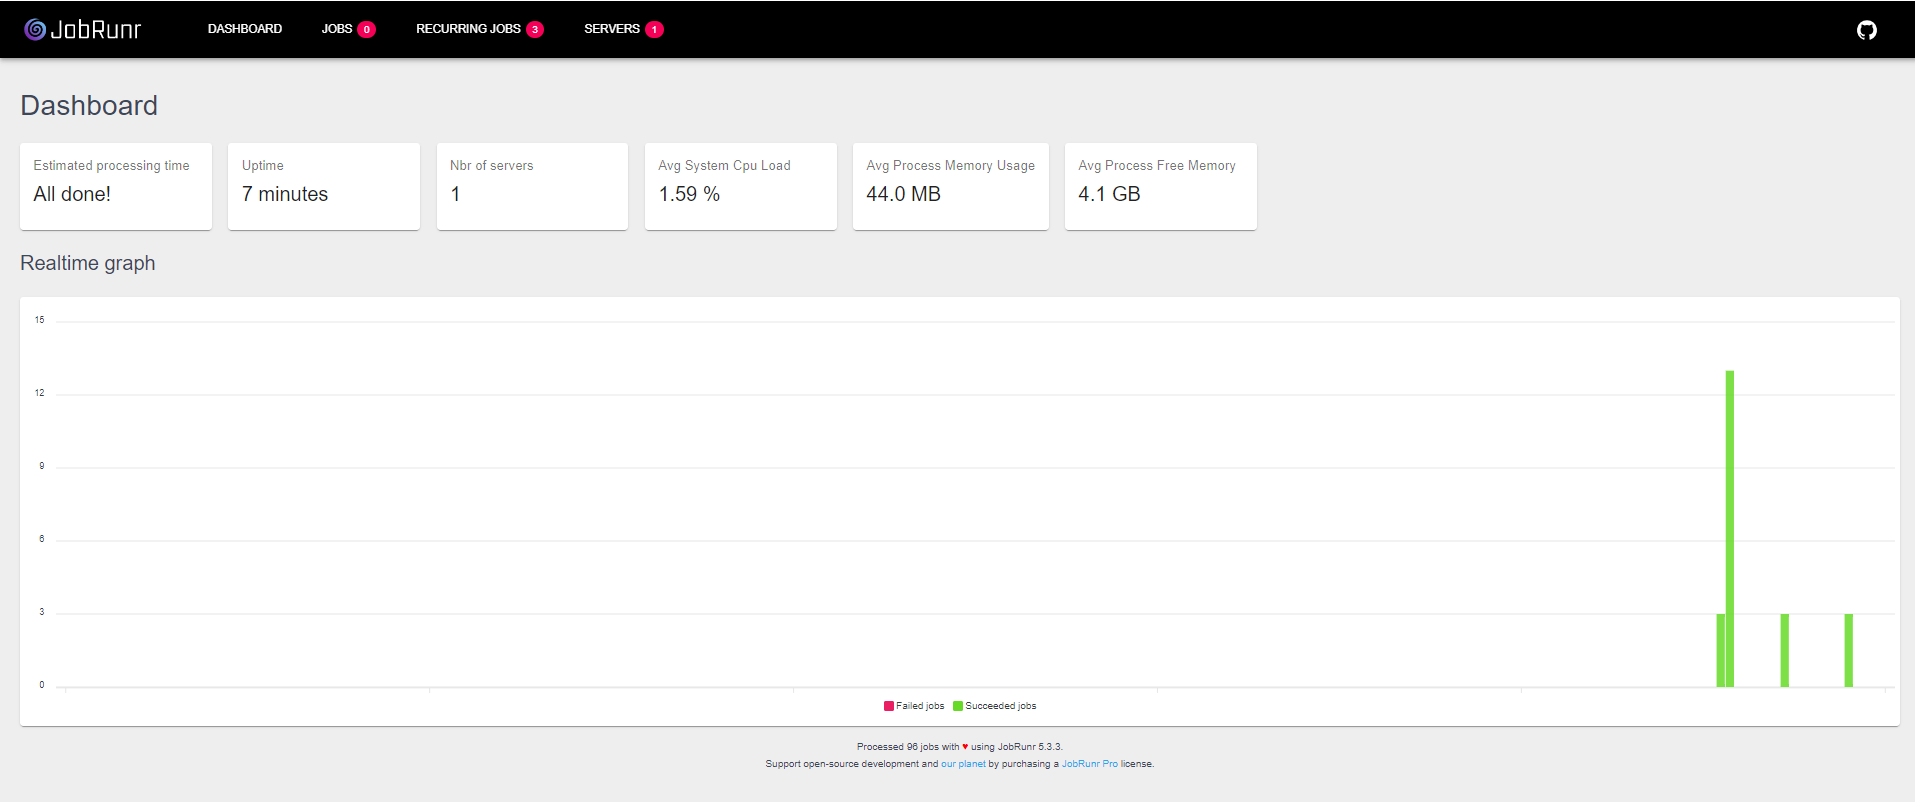 JobRunr DASHBOARD JOBS 0 RECURRING JOBS 3 SERVERS 1
Dashboard
Estimated processing time
All done!
Uptime
7 minutes
Nbr of servers
1
Avg System Cpu Load
1.59 %
Avg Process Memory Usage
44.0 MB
Avg Process Free Memory
4.1 GB
Realtime graph
15
12
9
6
3
0
Failed jobs Succeeded jobs
Processed 96 jobs with ♥ using JobRunr 5.3.3.
Support open-source development and our planet by purchasing a JobRunr Pro license.